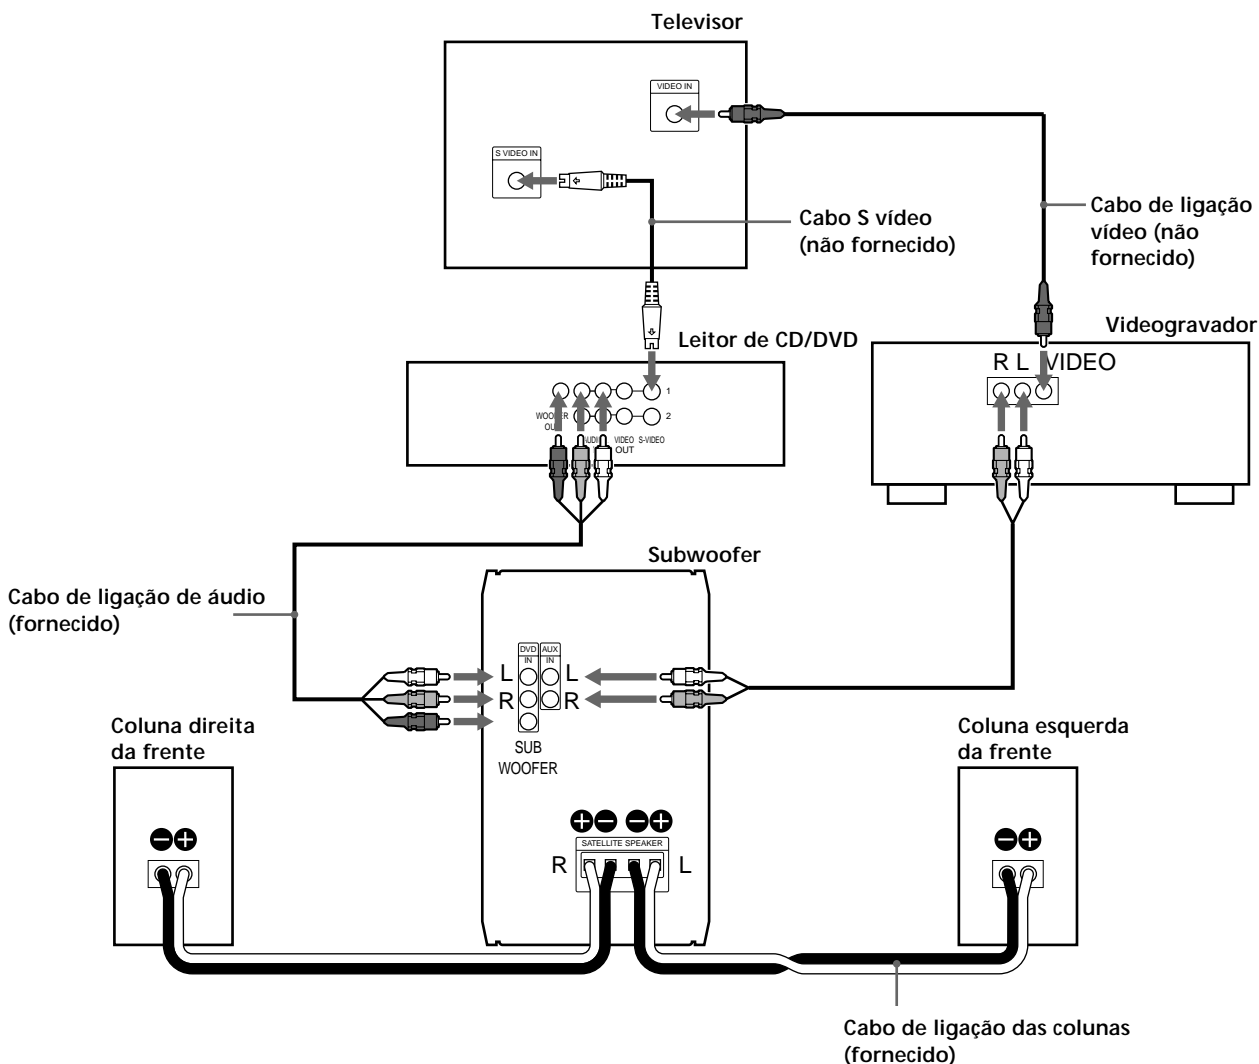 Televisor
VIDEO IN
S VIDEO IN
Cabo S vídeo
(não fornecido)
Cabo de ligação
vídeo (não
fornecido)
Leitor de CD/DVD
Videogravador
R L VIDEO
1
2
VIDEO S-VIDEO
OUT
Subwoofer
Cabo de ligação de áudio
(fornecido)
DVD AUX
IN IN
L L
R R
SUB
WOOFER
Coluna direita
da frente
Coluna esquerda
da frente
SATELLITE SPEAKER
R L
Cabo de ligação das colunas
(fornecido)